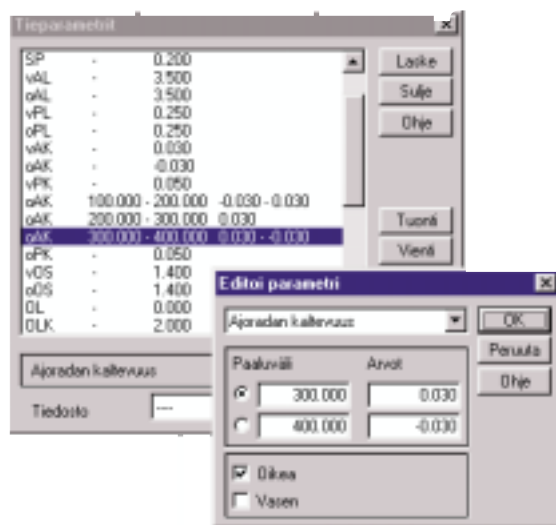 Tieparametrit
SP - 0.200
vAL - 3.500
oAL - 3.500
vPL - 0.250
oPL - 0.250
vAK - 0.030
oAK - -0.030
vPK - 0.050
oAK 100.000 - 200.000 -0.030 - 0.030
oAK 200.000 - 300.000 0.030
oAK 300.000 - 400.000 0.030 - -0.030
oPK - 0.050
vOS - 1.400
oOS - 1.400
OL - 0.000
OLK - 2.000
Laske
Sulje
Ohje
Tuonti
Vienti
Ajoradan kaltevuus
Tiedosto ----
Editoi parametri
Ajoradan kaltevuus
Paaluväli Arvot
300.000 0.030
400.000 -0.030
Oikea
Vasen
OK
Peruuta
Ohje